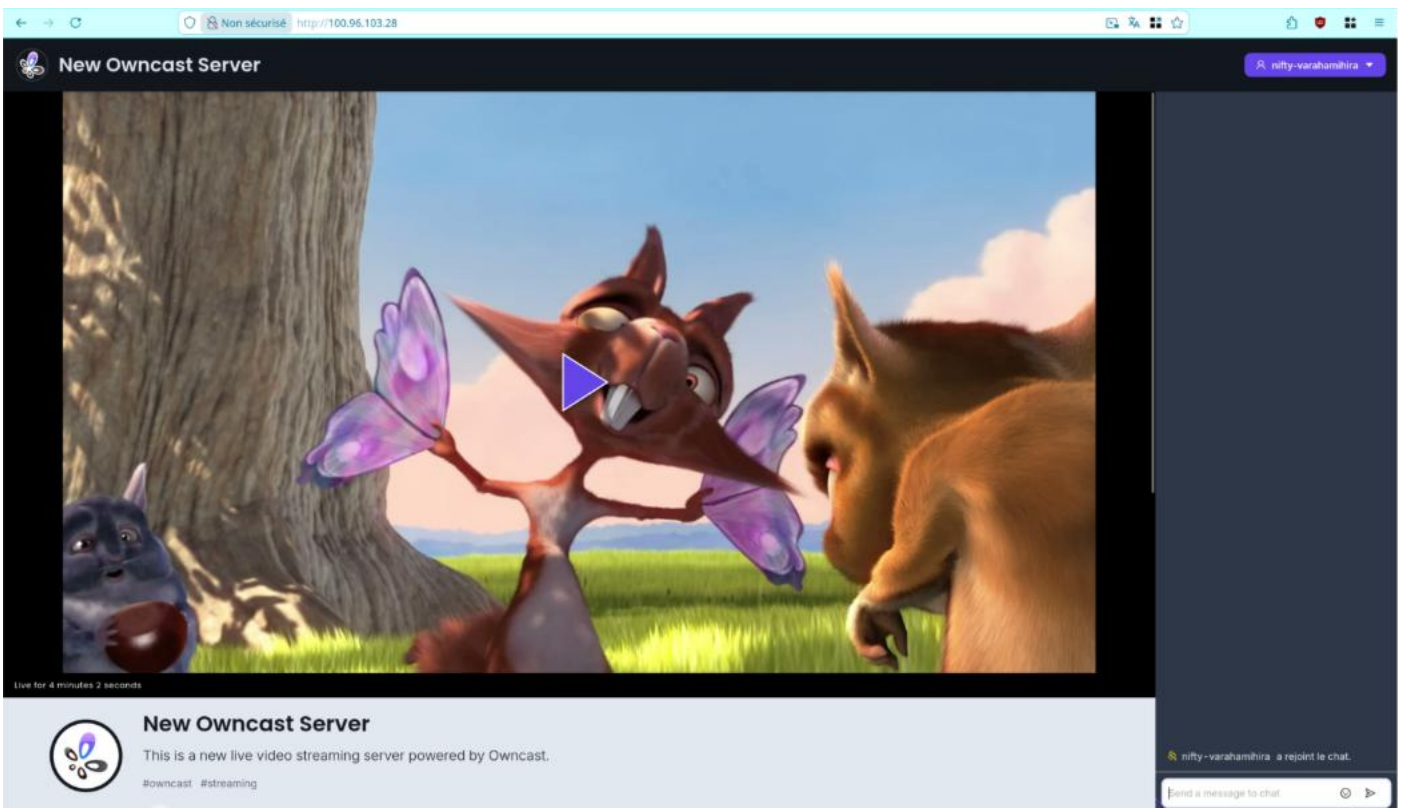 Non sécurisé http://100.96.103.28
New Owncast Server
nifty-varahamihira
Live for 4 minutes 2 seconds
New Owncast Server
This is a new live video streaming server powered by Owncast.
#owncast #streaming
nifty-varahamihira a rejoint le chat.
Send a message to chat